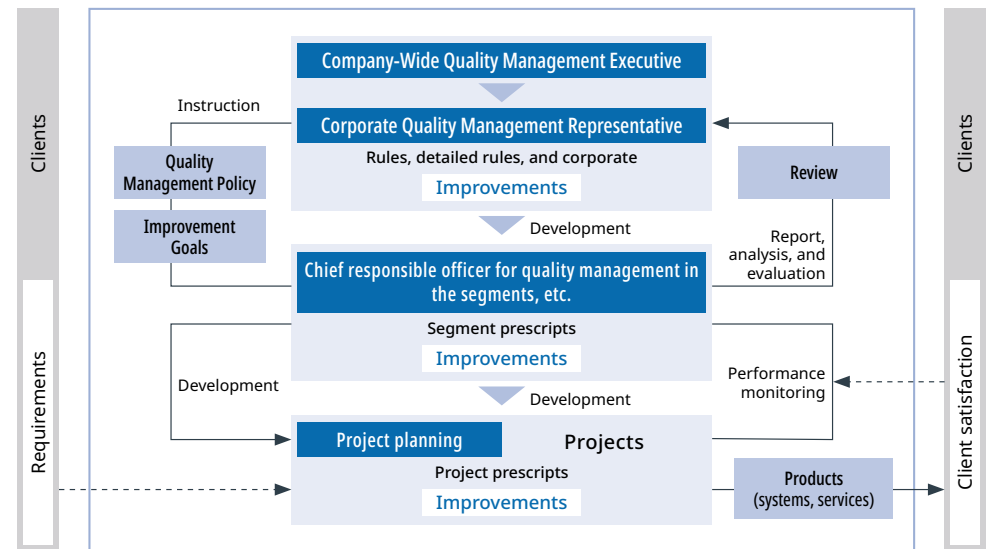 Clients
Requirements
Instruction
Quality
Management Policy
Improvement
Goals
Development
Company-Wide Quality Management Executive
Corporate Quality Management Representative
Rules, detailed rules, and corporate
Improvements
Development
Chief responsible officer for quality management in
the segments, etc.
Segment prescripts
Improvements
Development
Project planning
Projects
Project prescripts
Improvements
Review
Report,
analysis, and
evaluation
Performance
monitoring
Products
(systems, services)
Clients
Client satisfaction